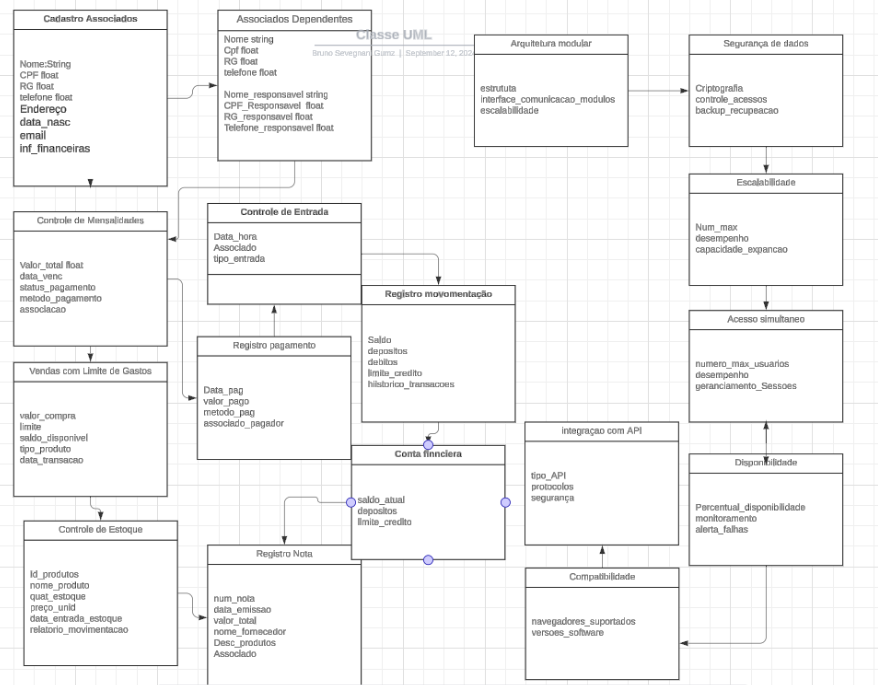 Classe UML
Bruno Sevegnani Gumz | September 12, 2024
Cadastro Associados
Nome:String
CPF float
RG float
telefone float
Endereço
data_nasc
email
inf_financeiras
Associados Dependentes
Nome string
Cpf float
RG float
telefone float
Nome_responsavel string
CPF_Responsavel float
RG_responsavel float
Telefone_responsavel float
Arquitetura modular
estrututa
interface_comunicacao_modulos
escalabilidade
Segurança de dados
Criptografia
controle_acessos
backup_recupeacao
Controle de Mensalidades
Valor_total float
data_venc
status_pagamento
metodo_pagamento
associacao
Controle de Entrada
Data_hora
Associado
tipo_entrada
Escalabilidade
Num_max
desempenho
capacidade_expancao
Registro movomentação
Saldo
depositos
debitos
limite_credito
hiistorico_transacoes
Acesso simultaneo
numero_max_usuarios
desempenho
geranciamento_Sessoes
Registro pagamento
Data_pag
valor_pago
metodo_pag
associado_pagador
Vendas com Limite de Gastos
valor_compra
limite
saldo_disponivel
tipo_produto
data_transacao
integraçao com API
tipo_API
protocolos
segurança
Conta finnciera
saldo_atual
depositos
limite_credito
Disponibilidade
Percentual_disponibilidade
monitoramento
alerta_falhas
Controle de Estoque
Id_produtos
nome_produto
quat_estoque
preço_unid
data_entrada_estoque
relatorio_movimentacao
Registro Nota
num_nota
data_emissao
valor_total
nome_fornecedor
Desc_produtos
Associado
Compatibilidade
navegadores_suportados
versoes_software